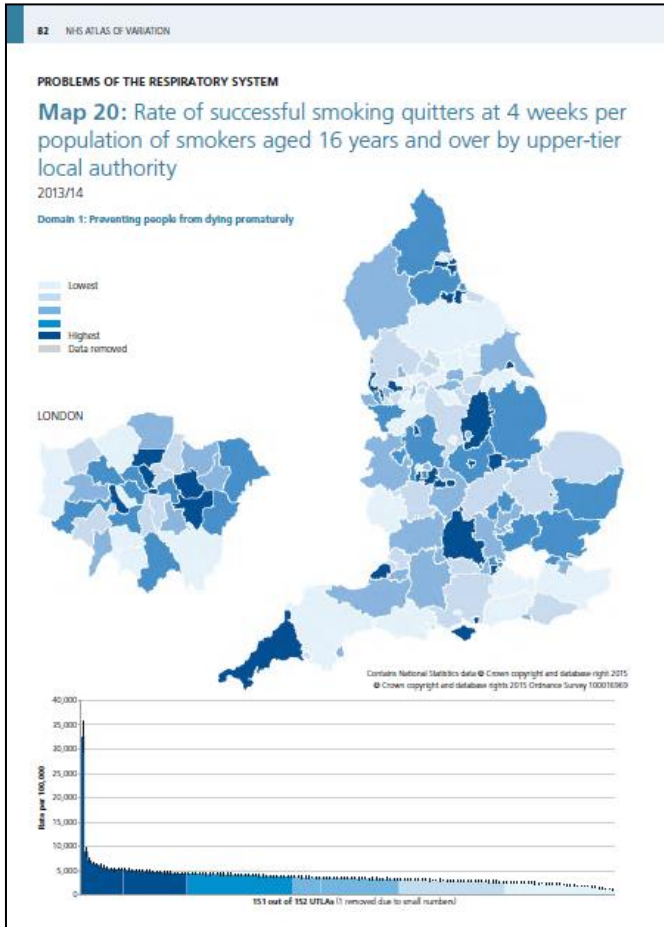 82 NHS ATLAS OF VARIATION
PROBLEMS OF THE RESPIRATORY SYSTEM
Map 20: Rate of successful smoking quitters at 4 weeks per
population of smokers aged 16 years and over by upper-tier
local authority
2013/14
Domain 1: Preventing people from dying prematurely
Lowest
Highest
Data removed
LONDON
Contains National Statistics data © Crown copyright and database right 2015
© Crown copyright and database rights 2015 Ordnance Survey 100016969
40,000
35,000
30,000
25,000
20,000
15,000
10,000
5,000
0
Rate per 100,000
151 out of 152 UTLAs (1 removed due to small numbers)